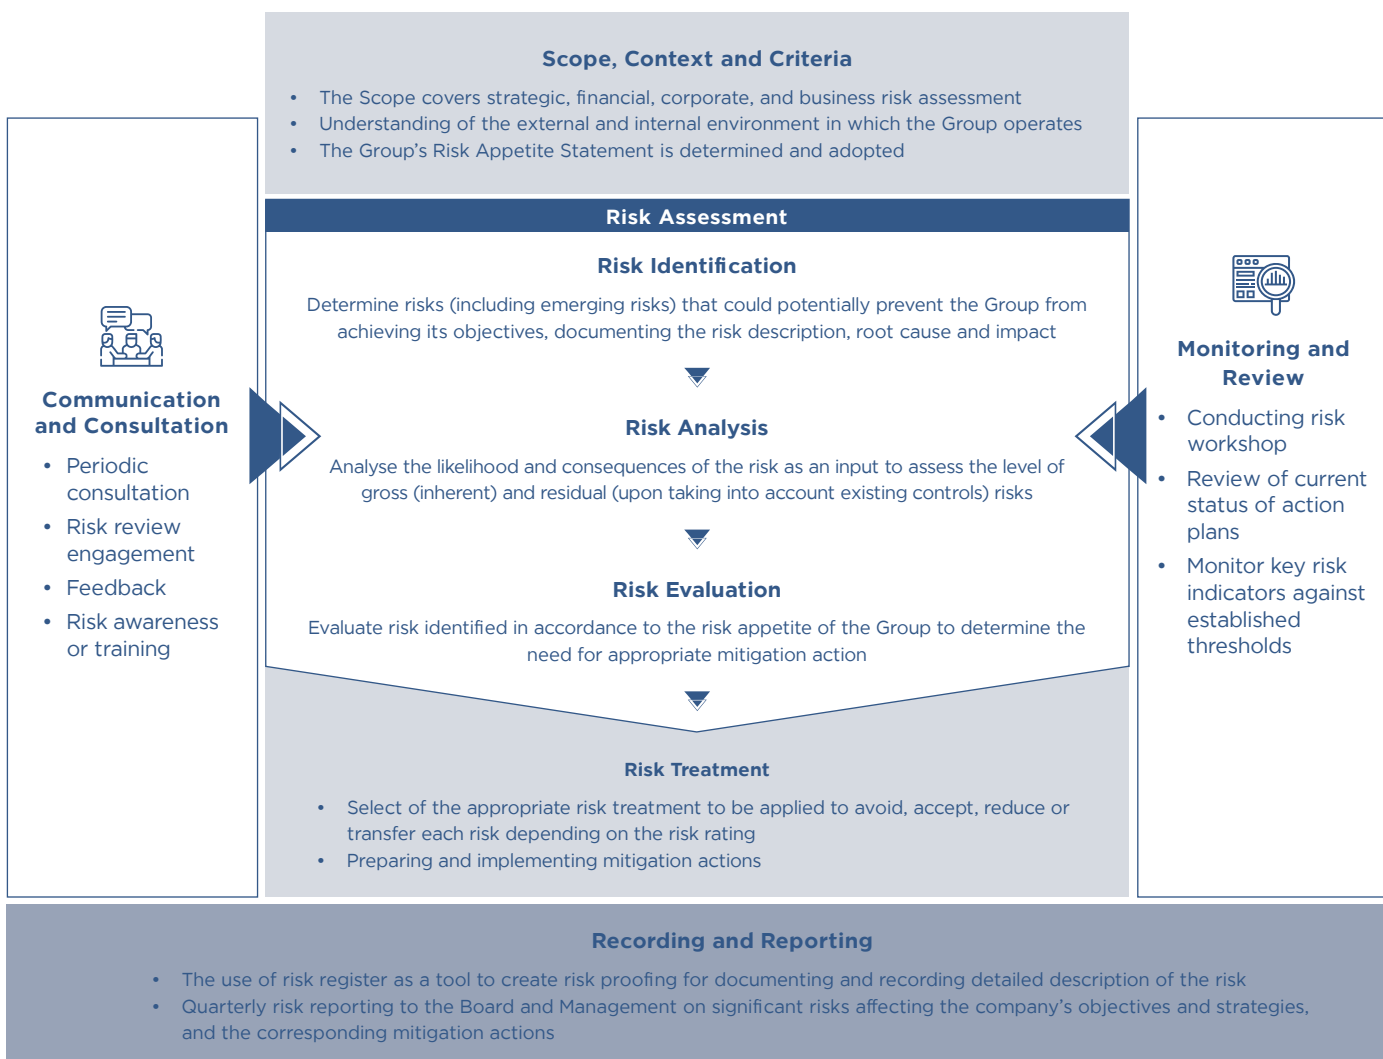 Scope, Context and Criteria
• The Scope covers strategic, financial, corporate, and business risk assessment
• Understanding of the external and internal environment in which the Group operates
• The Group's Risk Appetite Statement is determined and adopted
Communication
and Consultation
• Periodic
consultation
• Risk review
engagement
• Feedback
• Risk awareness
or training
Risk Assessment
Risk Identification
Determine risks (including emerging risks) that could potentially prevent the Group from
achieving its objectives, documenting the risk description, root cause and impact
Risk Analysis
Analyse the likelihood and consequences of the risk as an input to assess the level of
gross (inherent) and residual (upon taking into account existing controls) risks
Risk Evaluation
Evaluate risk identified in accordance to the risk appetite of the Group to determine the
need for appropriate mitigation action
Risk Treatment
• Select of the appropriate risk treatment to be applied to avoid, accept, reduce or
transfer each risk depending on the risk rating
• Preparing and implementing mitigation actions
Monitoring and
Review
• Conducting risk
workshop
• Review of current
status of action
plans
• Monitor key risk
indicators against
established
thresholds
Recording and Reporting
• The use of risk register as a tool to create risk proofing for documenting and recording detailed description of the risk
• Quarterly risk reporting to the Board and Management on significant risks affecting the company's objectives and strategies,
and the corresponding mitigation actions